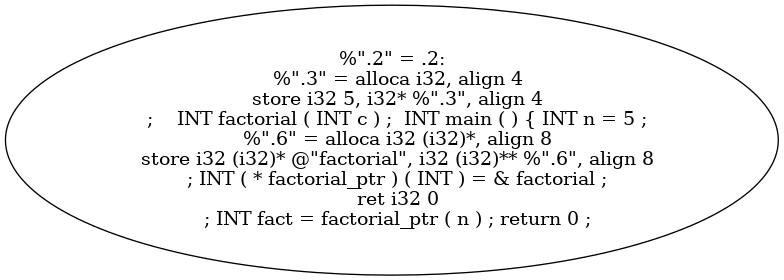 %".2" = .2:
%".3" = alloca i32, align 4
store i32 5, i32* %".3", align 4
;    INT factorial ( INT c ) ;  INT main ( ) { INT n = 5 ;
%".6" = alloca i32 (i32)*, align 8
store i32 (i32)* @"factorial", i32 (i32)** %".6", align 8
; INT ( * factorial_ptr ) ( INT ) = & factorial ;
ret i32 0
; INT fact = factorial_ptr ( n ) ; return 0 ;